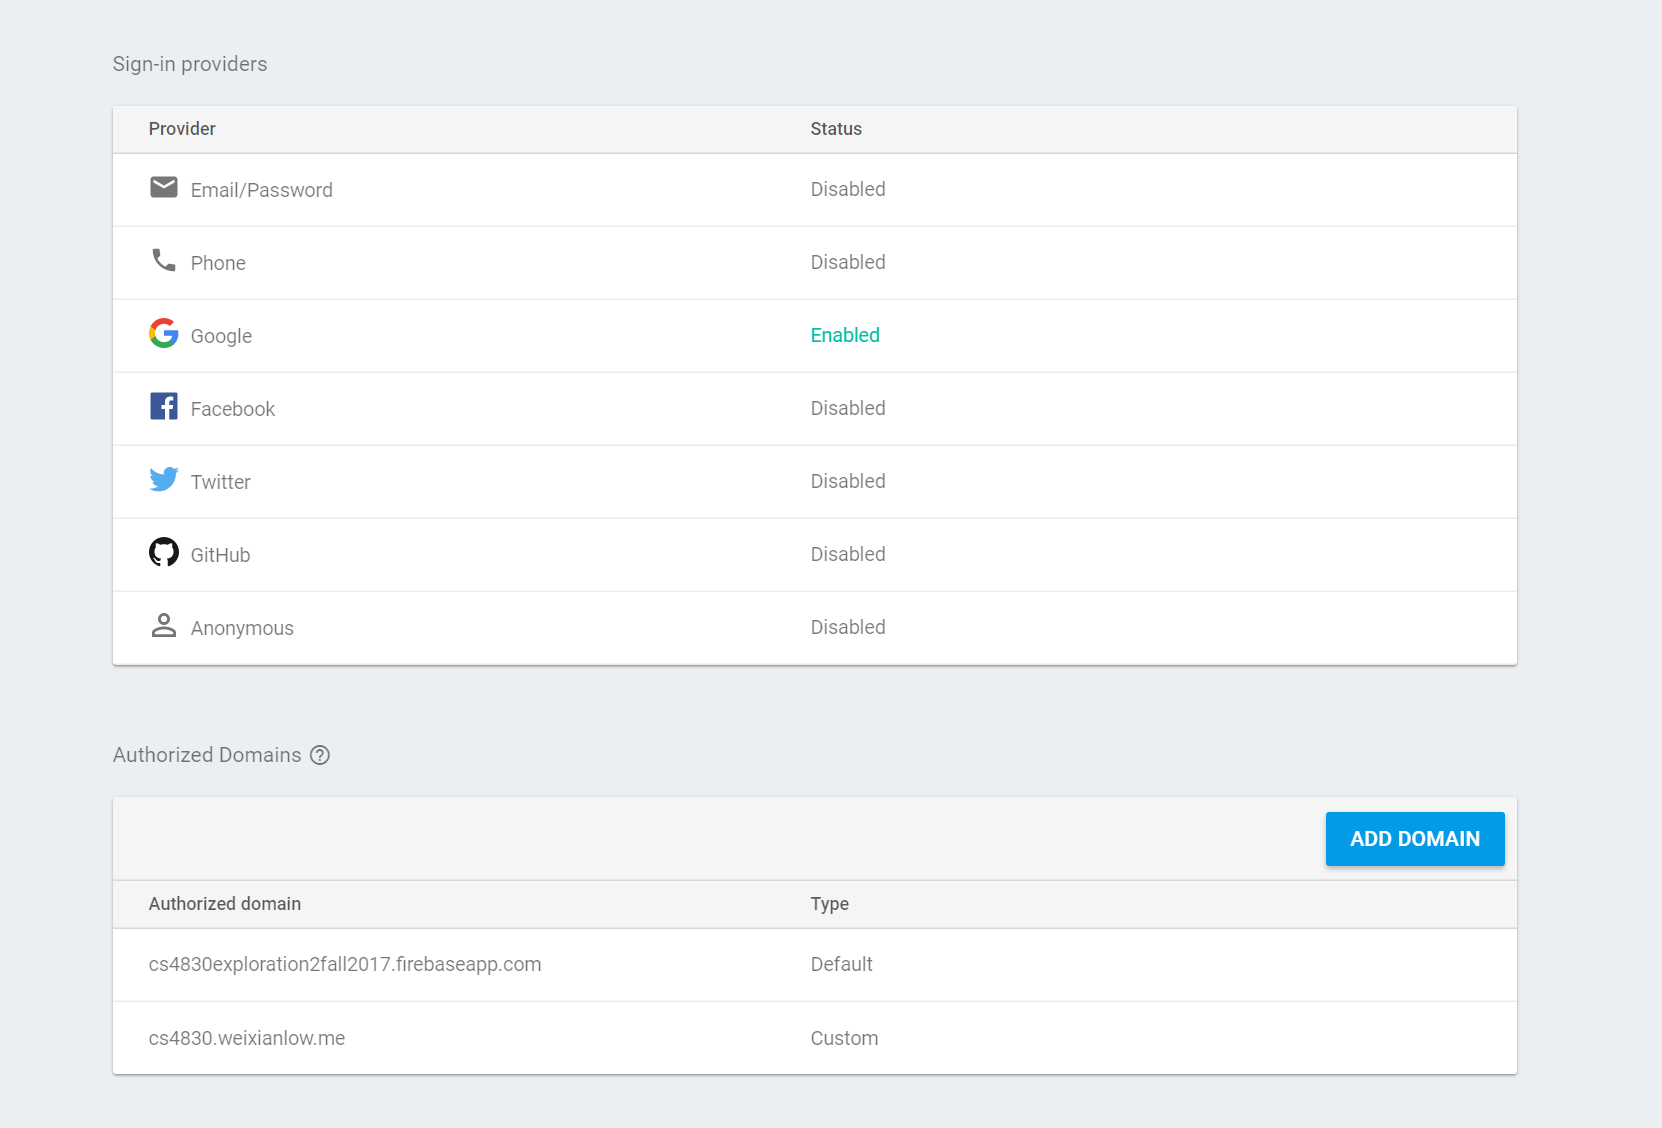 Sign-in providers
Provider Status
Email/Password Disabled
Phone Disabled
Google Enabled
Facebook Disabled
Twitter Disabled
GitHub Disabled
Anonymous Disabled
Authorized Domains ?
ADD DOMAIN
Authorized domain Type
cs4830exploration2fall2017.firebaseapp.com Default
cs4830.weixianlow.me Custom